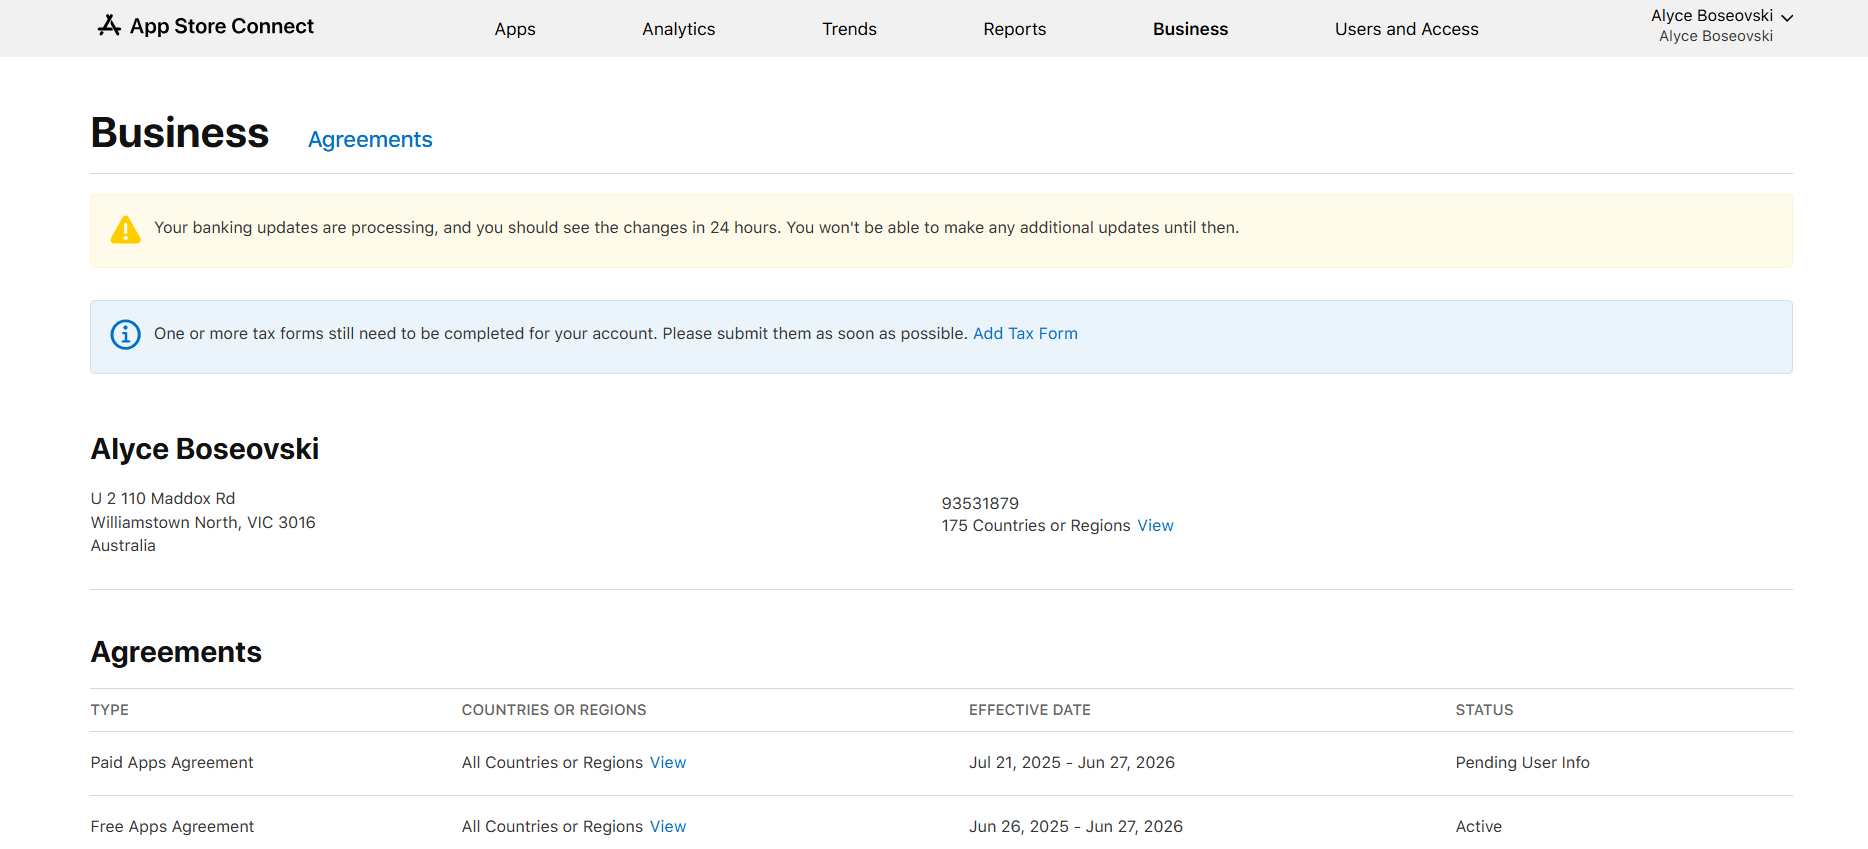 App Store Connect
Apps
Analytics
Trends
Reports
Business
Users and Access
Alyce Boseovski
Alyce Boseovski
Business
Agreements
Your banking updates are processing, and you should see the changes in 24 hours. You won't be able to make any additional updates until then.
One or more tax forms still need to be completed for your account. Please submit them as soon as possible. Add Tax Form
Alyce Boseovski
U 2 110 Maddox Rd
Williamstown North, VIC 3016
Australia
93531879
175 Countries or Regions View
Agreements
TYPE COUNTRIES OR REGIONS EFFECTIVE DATE STATUS
Paid Apps Agreement All Countries or Regions View Jul 21, 2025 - Jun 27, 2026 Pending User Info
Free Apps Agreement All Countries or Regions View Jun 26, 2025 - Jun 27, 2026 Active